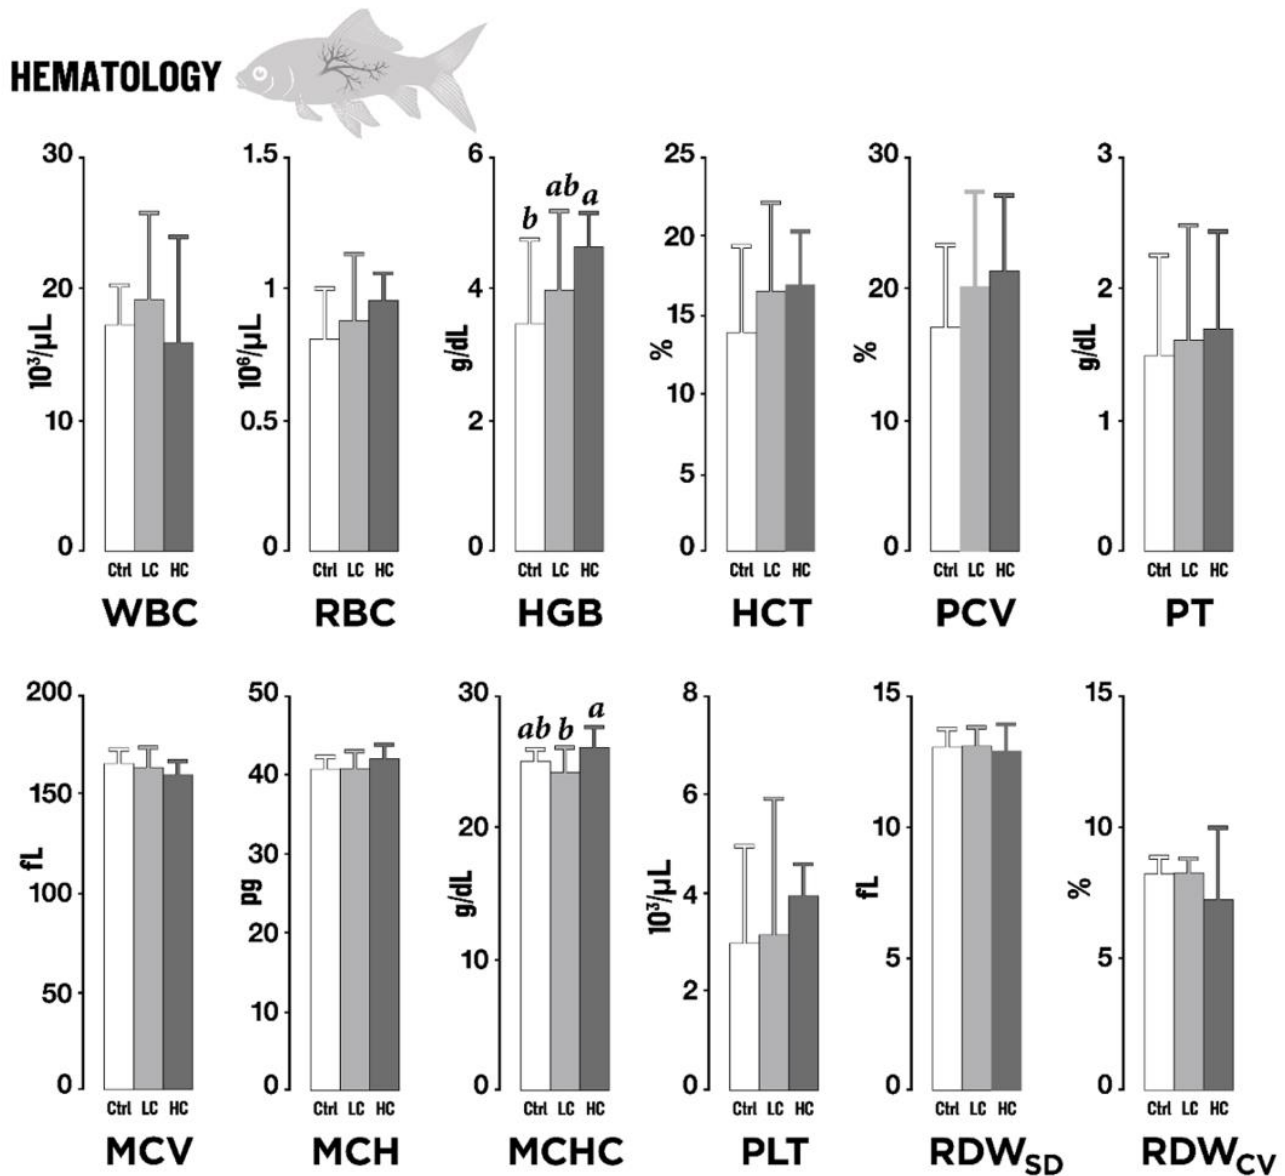 HEMATOLOGY
30
20
10
0
10³/µL
Ctrl LC HC
WBC
1.5
1
0.5
0
10⁶/µL
Ctrl LC HC
RBC
6
4
2
0
g/dL
b ab a
Ctrl LC HC
HGB
25
20
15
10
5
0
%
Ctrl LC HC
HCT
30
20
10
0
%
Ctrl LC HC
PCV
3
2
1
0
g/dL
Ctrl LC HC
PT
200
150
100
50
0
fL
Ctrl LC HC
MCV
50
40
30
20
10
0
pg
Ctrl LC HC
MCH
30
20
10
0
g/dL
ab b a
Ctrl LC HC
MCHC
8
6
4
2
0
10³/µL
Ctrl LC HC
PLT
15
10
5
0
fL
Ctrl LC HC
RDWSD
15
10
5
0
%
Ctrl LC HC
RDWCV